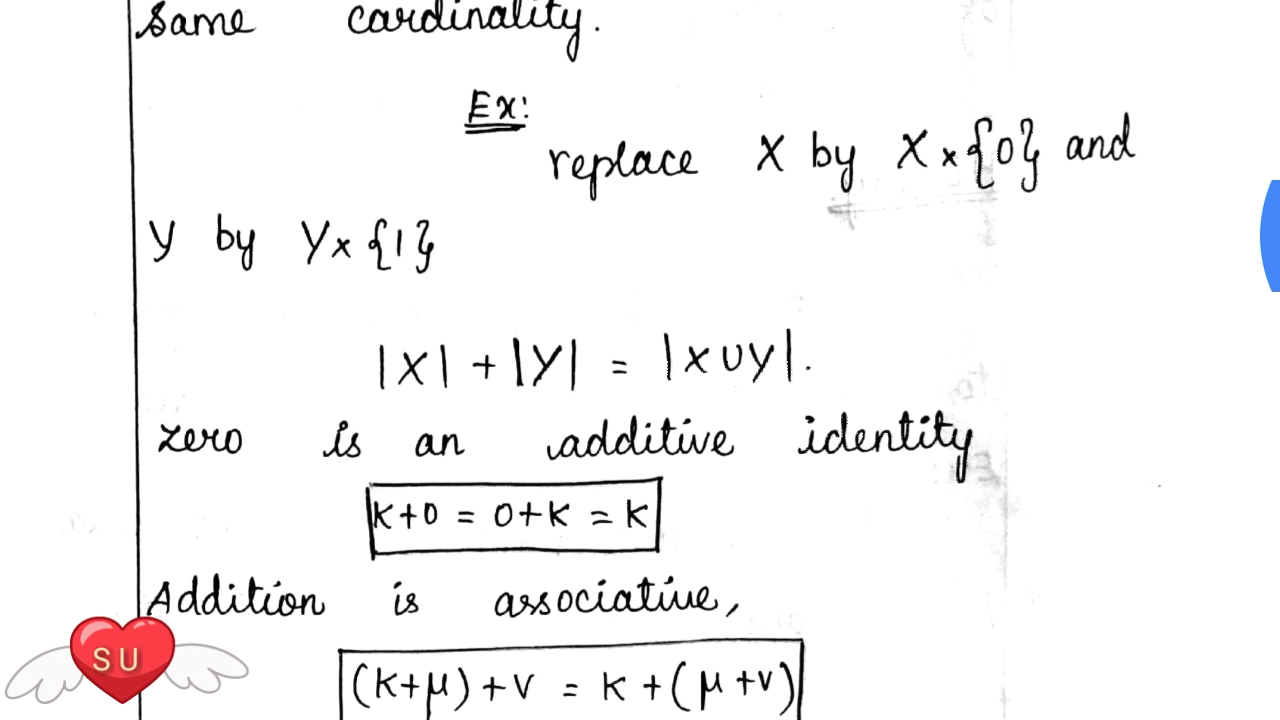 same cardinality.
Ex:
replace X by X×{0} and
Y by Y×{1}
|X| + |Y| = |X∪Y|.
zero is an additive identity
K+0 = 0+K = K
Addition is associative,
(K+μ)+ν = K+(μ+ν)
SU